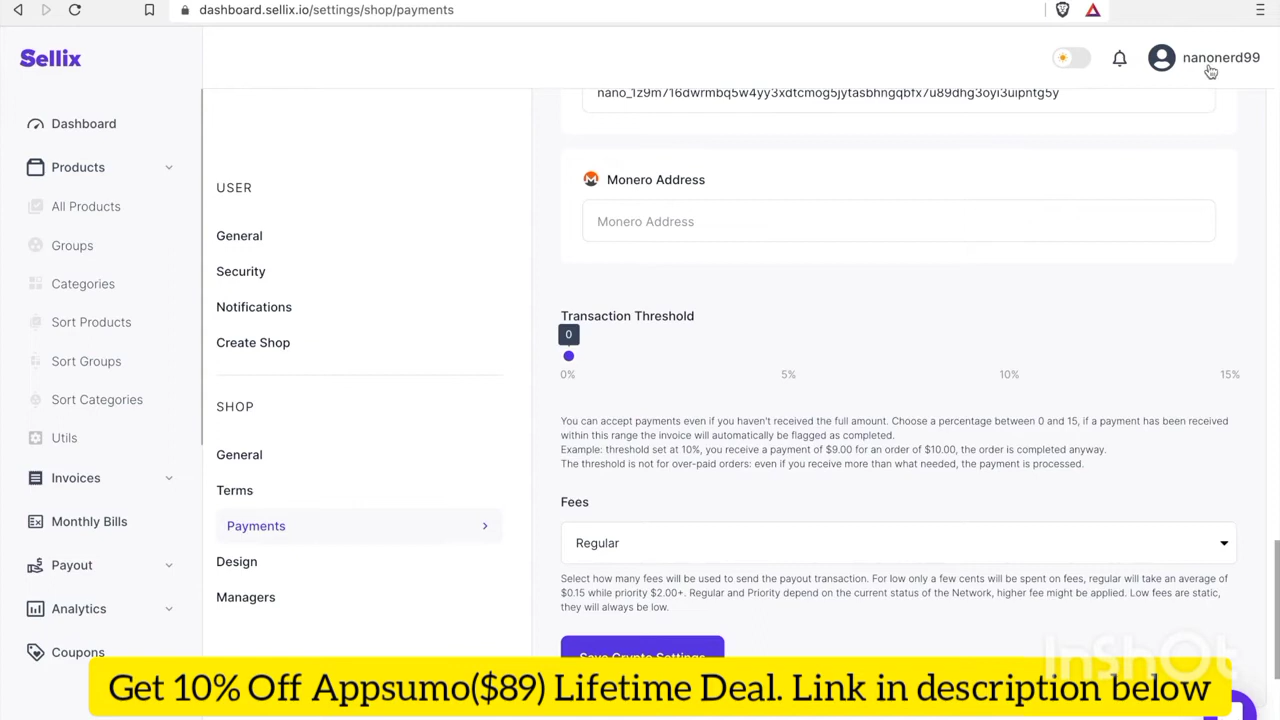 dashboard.sellix.io/settings/shop/payments
Sellix
nanonerd99
Dashboard
Products
All Products
Groups
Categories
Sort Products
Sort Groups
Sort Categories
Utils
Invoices
Monthly Bills
Payout
Analytics
Coupons
USER
General
Security
Notifications
Create Shop
SHOP
General
Terms
Payments
Design
Managers
Monero Address
Monero Address
Transaction Threshold
0
0% 5% 10% 15%
You can accept payments even if you haven't received the full amount. Choose a percentage between 0 and 15, if a payment has been received
within this range the invoice will automatically be flagged as completed.
Example: threshold set at 10%, you receive a payment of $9.00 for an order of $10.00, the order is completed anyway.
The threshold is not for over-paid orders: even if you receive more than what needed, the payment is processed.
Fees
Regular
Select how many fees will be used to send the payout transaction. For low only a few cents will be spent on fees, regular will take an average of
$0.15 while priority $2.00+. Regular and Priority depend on the current status of the Network, higher fee might be applied. Low fees are static,
they will always be low.
Save Crypto Settings
InShOt
Get 10% Off Appsumo($89) Lifetime Deal. Link in description below